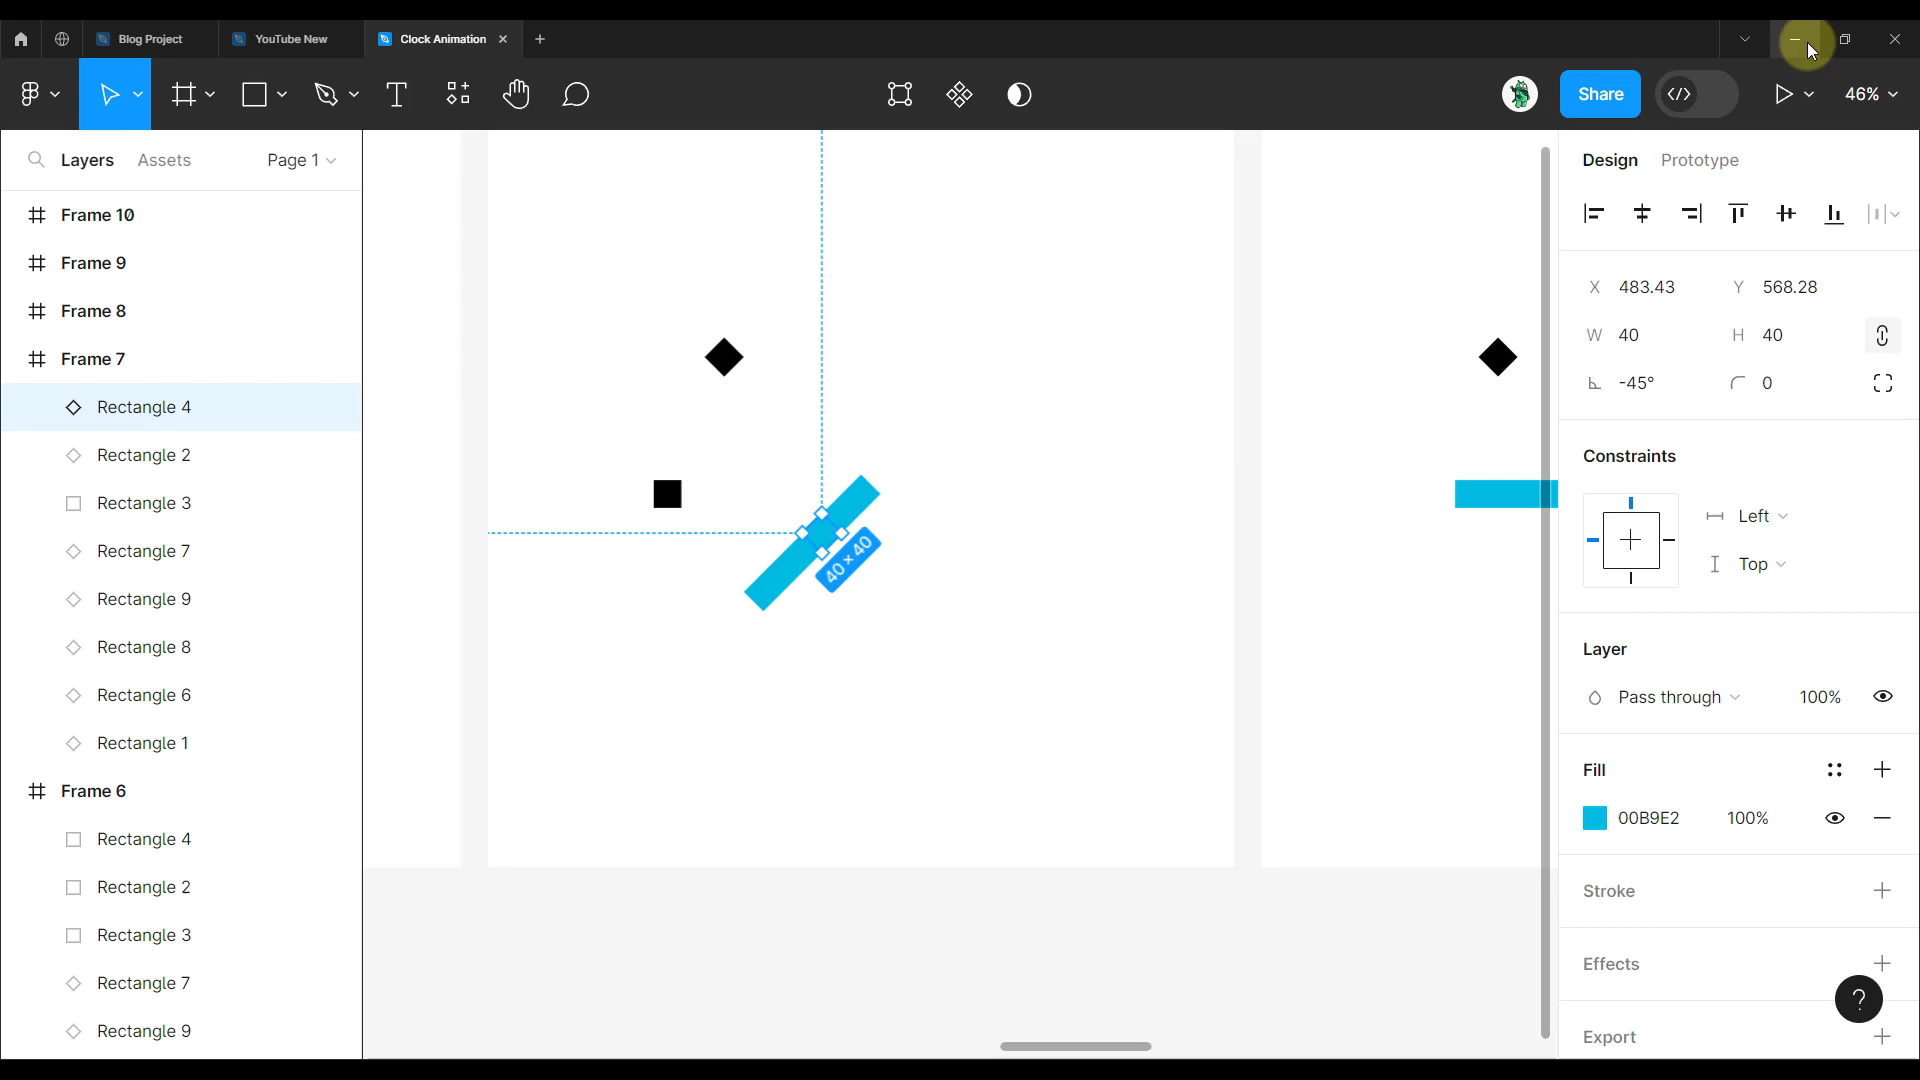 Blog Project
YouTube New
Clock Animation
Share
46%
Layers
Assets
Page 1
Frame 10
Frame 9
Frame 8
Frame 7
Rectangle 4
Rectangle 2
Rectangle 3
Rectangle 7
Rectangle 9
Rectangle 8
Rectangle 6
Rectangle 1
Frame 6
Rectangle 4
Rectangle 2
Rectangle 3
Rectangle 7
Rectangle 9
40 × 40
Design
Prototype
X 483.43 Y 568.28
W 40 H 40
-45° 0
Constraints
Left
Top
Layer
Pass through 100%
Fill
00B9E2 100%
Stroke
Effects
?
Export